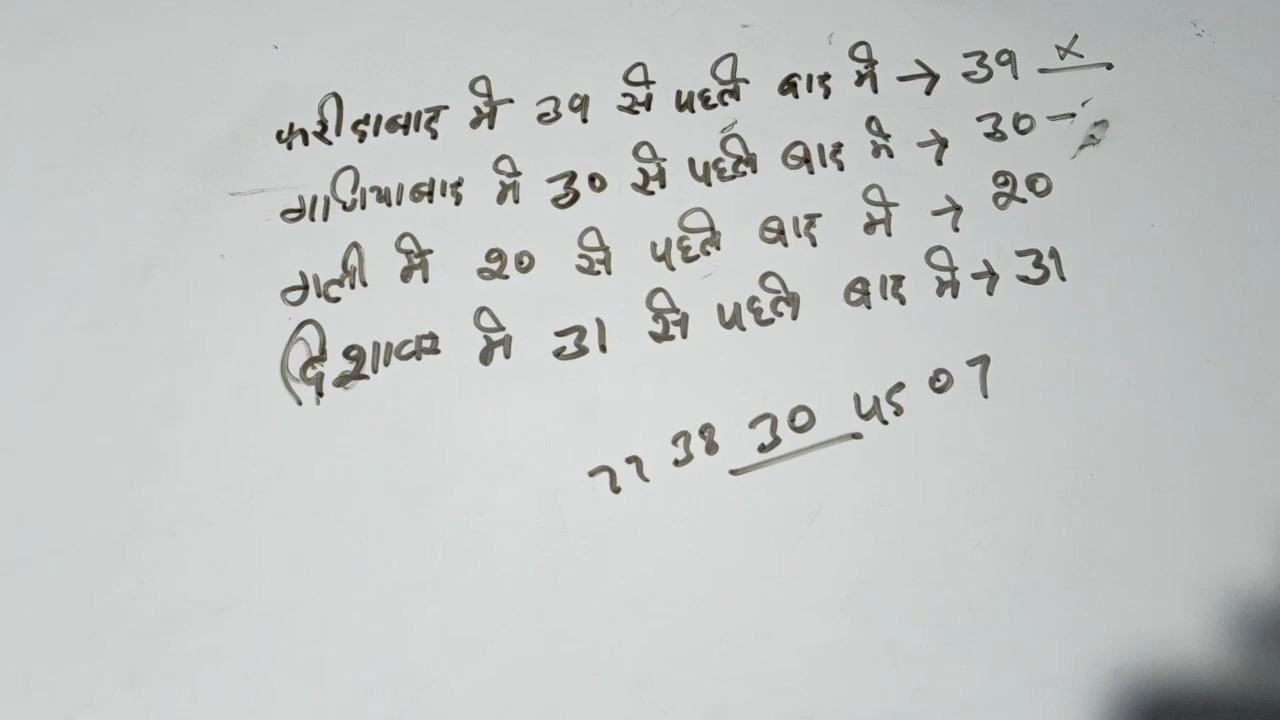 फरीदाबाद मे 39 से पहले बाद मे → 39 ×
गाजियाबाद मे 30 से पहले बाद मे → 30 -
गली मे 20 से पहले बाद मे → 20
दिशावर मे 31 से पहले बाद मे → 31
77 38 30 45 07